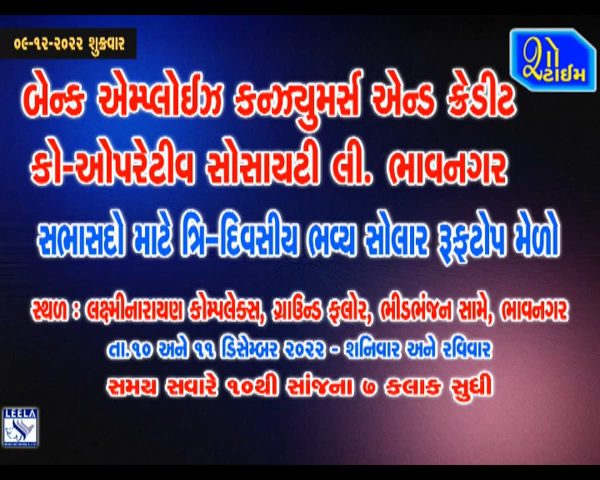 ૦૯-૧૨-૨૦૨૨ શુક્રવાર
શો
ટાઈમ
બેન્ક એમ્પ્લોઈઝ કન્ઝ્યુમર્સ એન્ડ ક્રેડીટ
કો-ઓપરેટીવ સોસાયટી લી. ભાવનગર
સભાસદો માટે ત્રિ-દિવસીય ભવ્ય સોલાર રૂફટોપ મેળો
સ્થળ : લક્ષ્મીનારાયણ કોમ્પલેક્સ, ગ્રાઉન્ડ ફલોર, ભીડભંજન સામે, ભાવનગર
તા.૧૦ અને ૧૧ ડિસેમ્બર ૨૦૨૨ - શનિવાર અને રવિવાર
સમય સવારે ૧૦થી સાંજના ૭ કલાક સુધી
LEELA